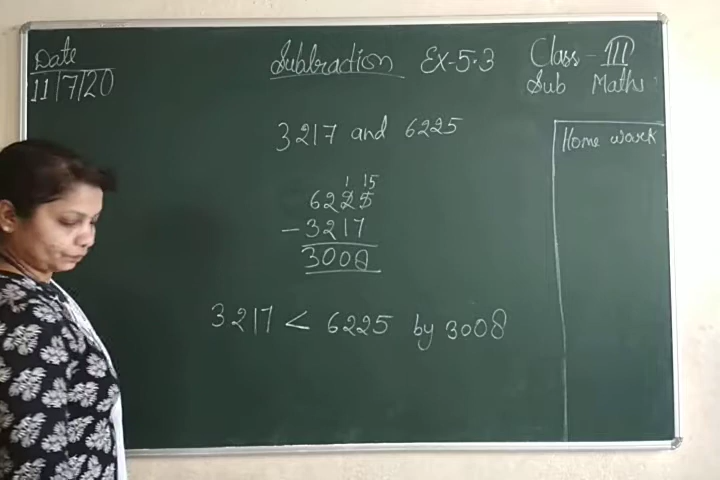 Date
11/7/20
Subtraction Ex-5.3
Class - III
Sub Maths
Home work
3217 and 6225
1 15
6225
- 3217
3008
3217 < 6225 by 3008